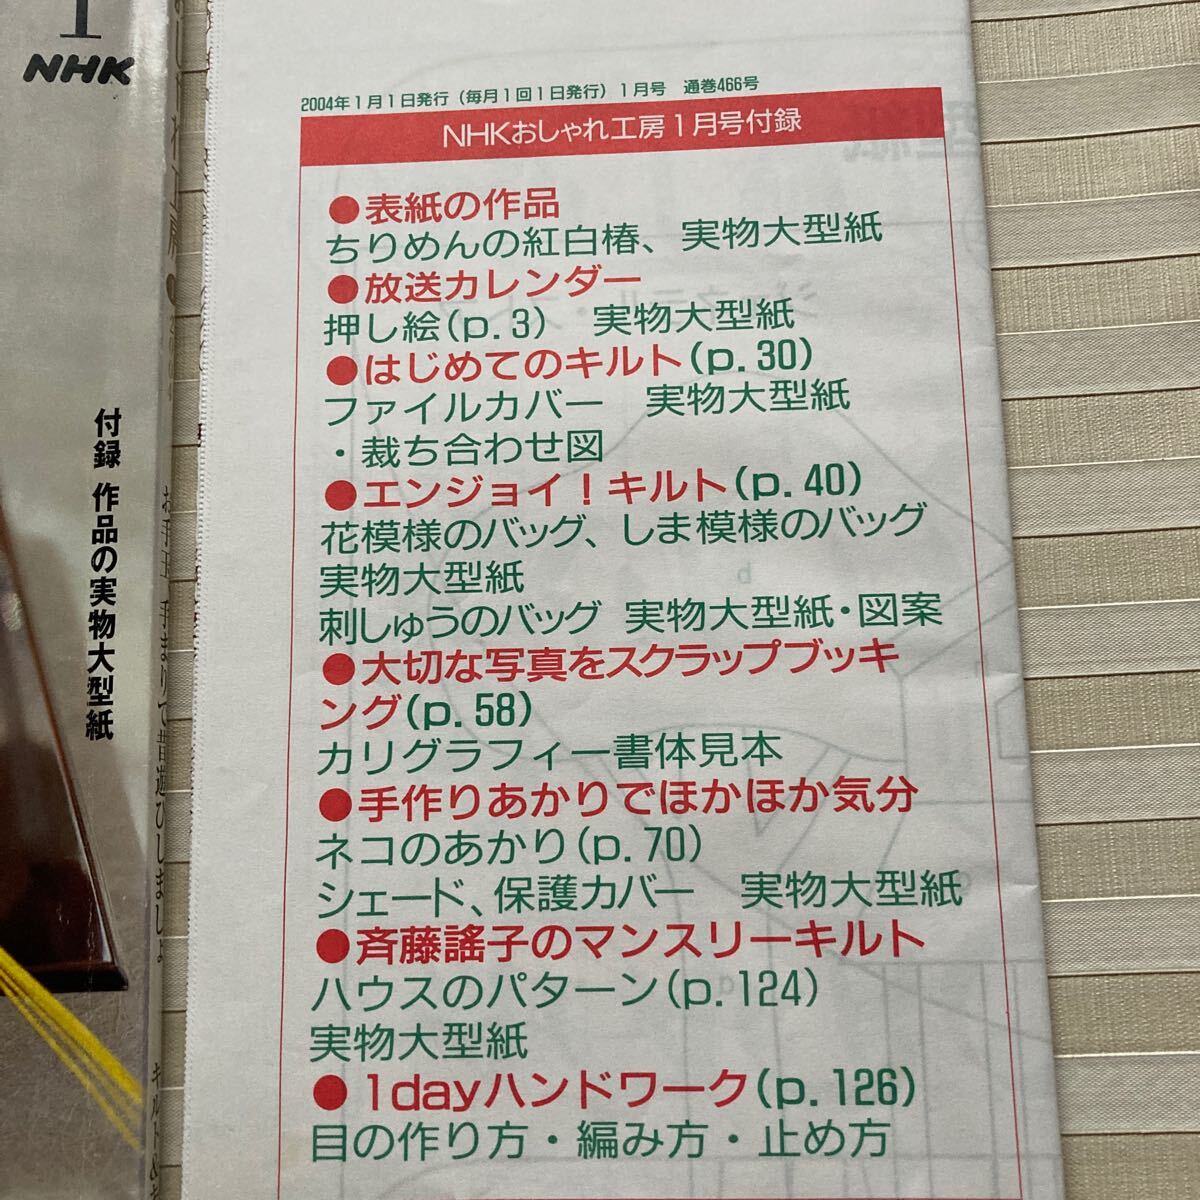 1
NHK
付録 作品の実物大型紙
2004年1月1日発行（毎月1回1日発行）1月号 通巻466号
NHKおしゃれ工房1月号付録
●表紙の作品
ちりめんの紅白椿、実物大型紙
●放送カレンダー
押し絵(p.3) 実物大型紙
●はじめてのキルト(p.30)
ファイルカバー 実物大型紙
・裁ち合わせ図
●エンジョイ！キルト(p.40)
花模様のバッグ、しま模様のバッグ
実物大型紙
刺しゅうのバッグ 実物大型紙・図案
●大切な写真をスクラップブッキ
ング(p.58)
カリグラフィー書体見本
●手作りあかりでほかほか気分
ネコのあかり(p.70)
シェード、保護カバー 実物大型紙
●斉藤謠子のマンスリーキルト
ハウスのパターン(p.124)
実物大型紙
●1dayハンドワーク(p.126)
目の作り方・編み方・止め方